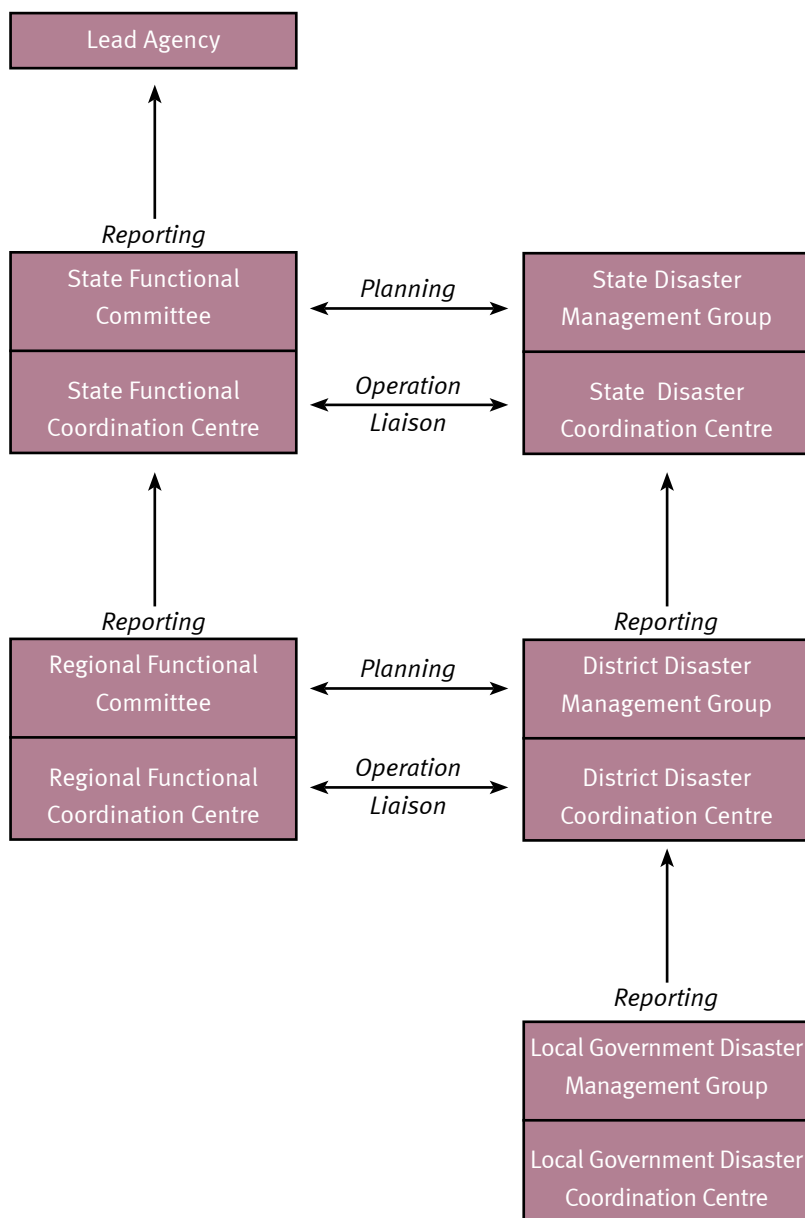 Lead Agency
Reporting
State Functional
Committee
Planning
State Disaster
Management Group
State Functional
Coordination Centre
Operation
Liaison
State Disaster
Coordination Centre
Reporting
Reporting
Regional Functional
Committee
Planning
District Disaster
Management Group
Regional Functional
Coordination Centre
Operation
Liaison
District Disaster
Coordination Centre
Reporting
Local Government Disaster
Management Group
Local Government Disaster
Coordination Centre